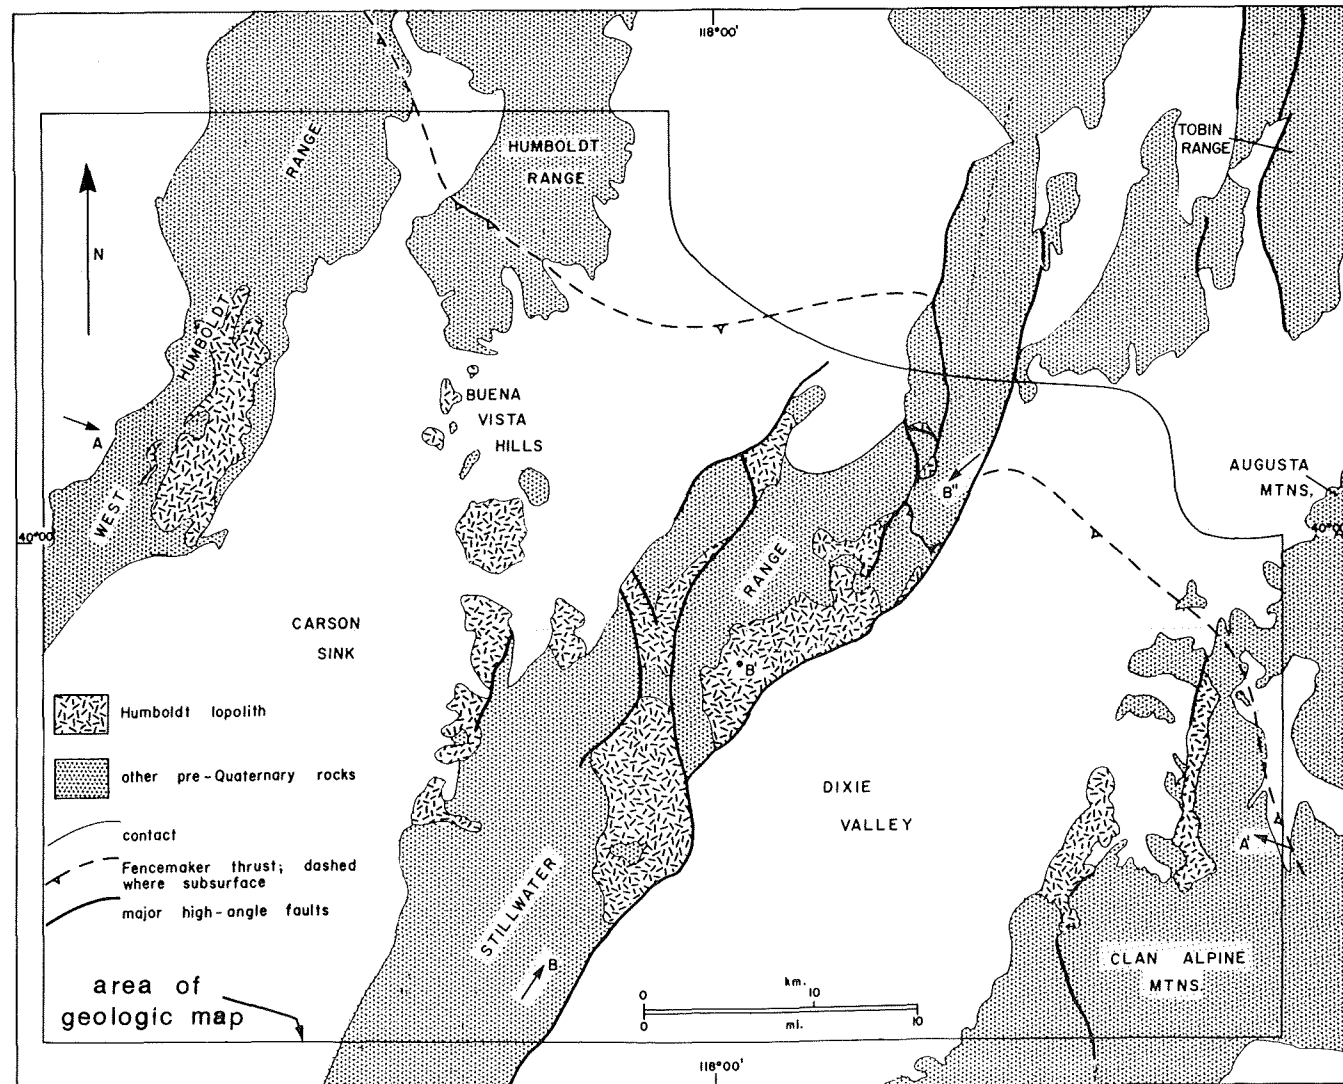 118°00'
TOBIN
RANGE
RANGE
HUMBOLDT
RANGE
N
HUMBOLDT
WEST
A
BUENA
VISTA
HILLS
B"
AUGUSTA
MTNS.
40°00'
40°00'
RANGE
CARSON
SINK
B'
Humboldt lopolith
other pre-Quaternary rocks
contact
Fencemaker thrust; dashed
where subsurface
major high-angle faults
DIXIE
VALLEY
A'
STILLWATER
B
CLAN ALPINE
MTNS.
area of
geologic map
km.
0 10
0 10
mi.
118°00'